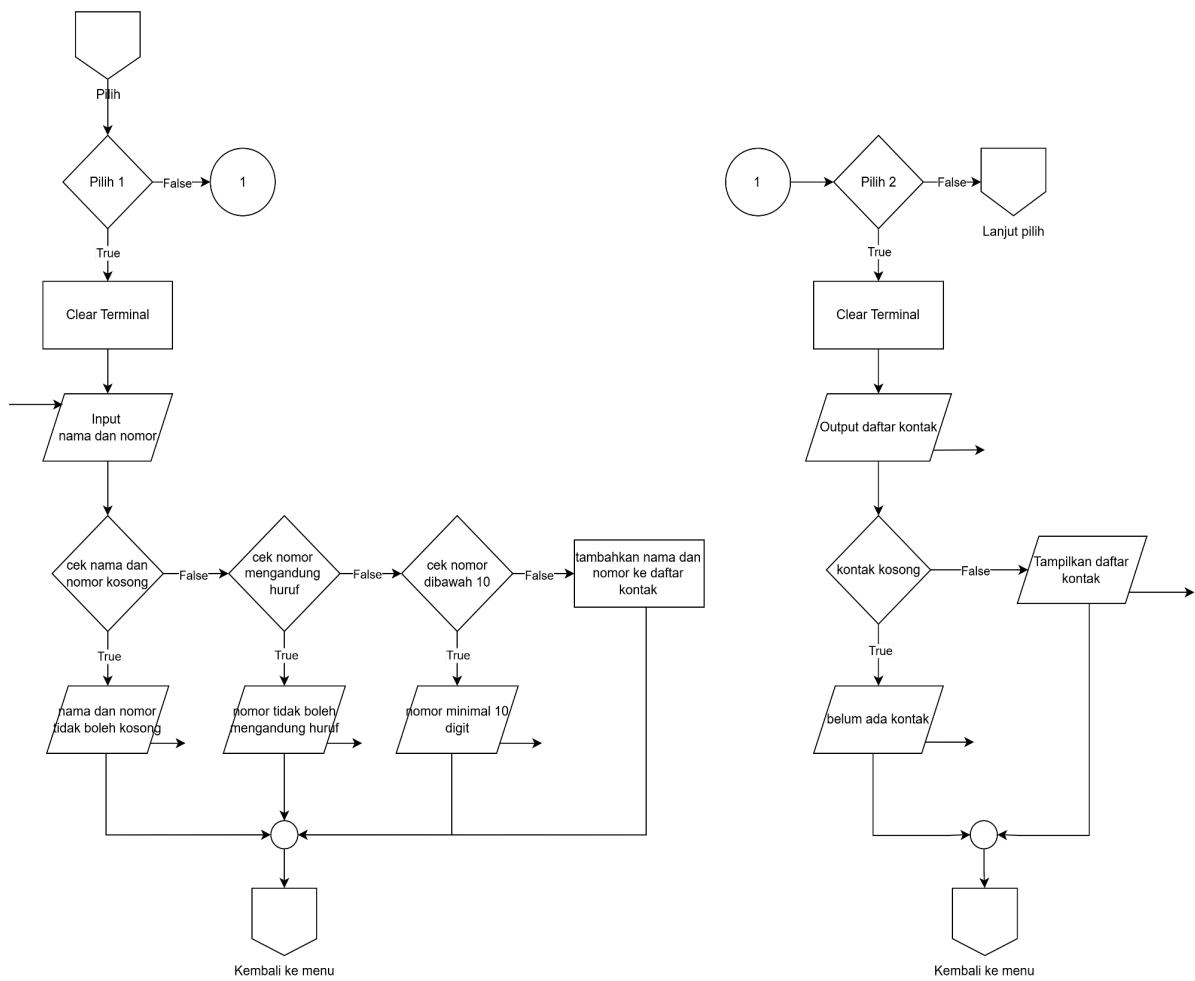 Pilih
Pilih 1
False
1
True
Clear Terminal
Input
nama dan nomor
cek nama dan
nomor kosong
False
cek nomor
mengandung
huruf
False
cek nomor
dibawah 10
False
tambahkan nama dan
nomor ke daftar
kontak
True
True
True
nama dan nomor
tidak boleh kosong
nomor tidak boleh
mengandung huruf
nomor minimal 10
digit
Kembali ke menu
1
Pilih 2
False
Lanjut pilih
True
Clear Terminal
Output daftar kontak
kontak kosong
False
Tampilkan daftar
kontak
True
belum ada kontak
Kembali ke menu